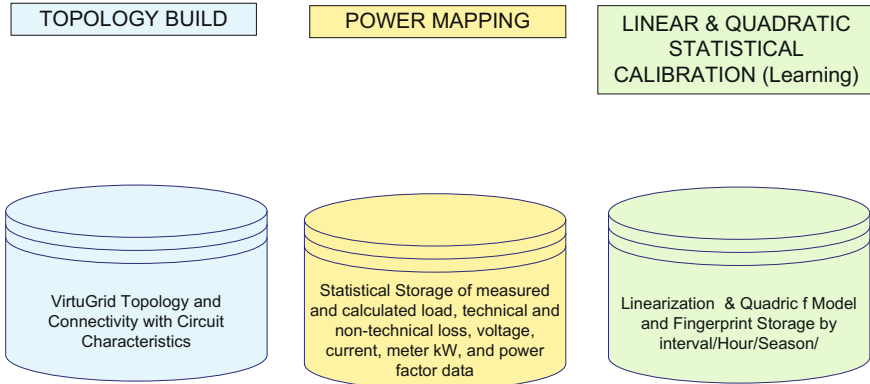 TOPOLOGY BUILD
POWER MAPPING
LINEAR & QUADRATIC
STATISTICAL
CALIBRATION (Learning)
VirtuGrid Topology and
Connectivity with Circuit
Characteristics
Statistical Storage of measured
and calculated load, technical and
non-technical loss, voltage,
current, meter kW, and power
factor data
Linearization & Quadric f Model
and Fingerprint Storage by
interval/Hour/Season/